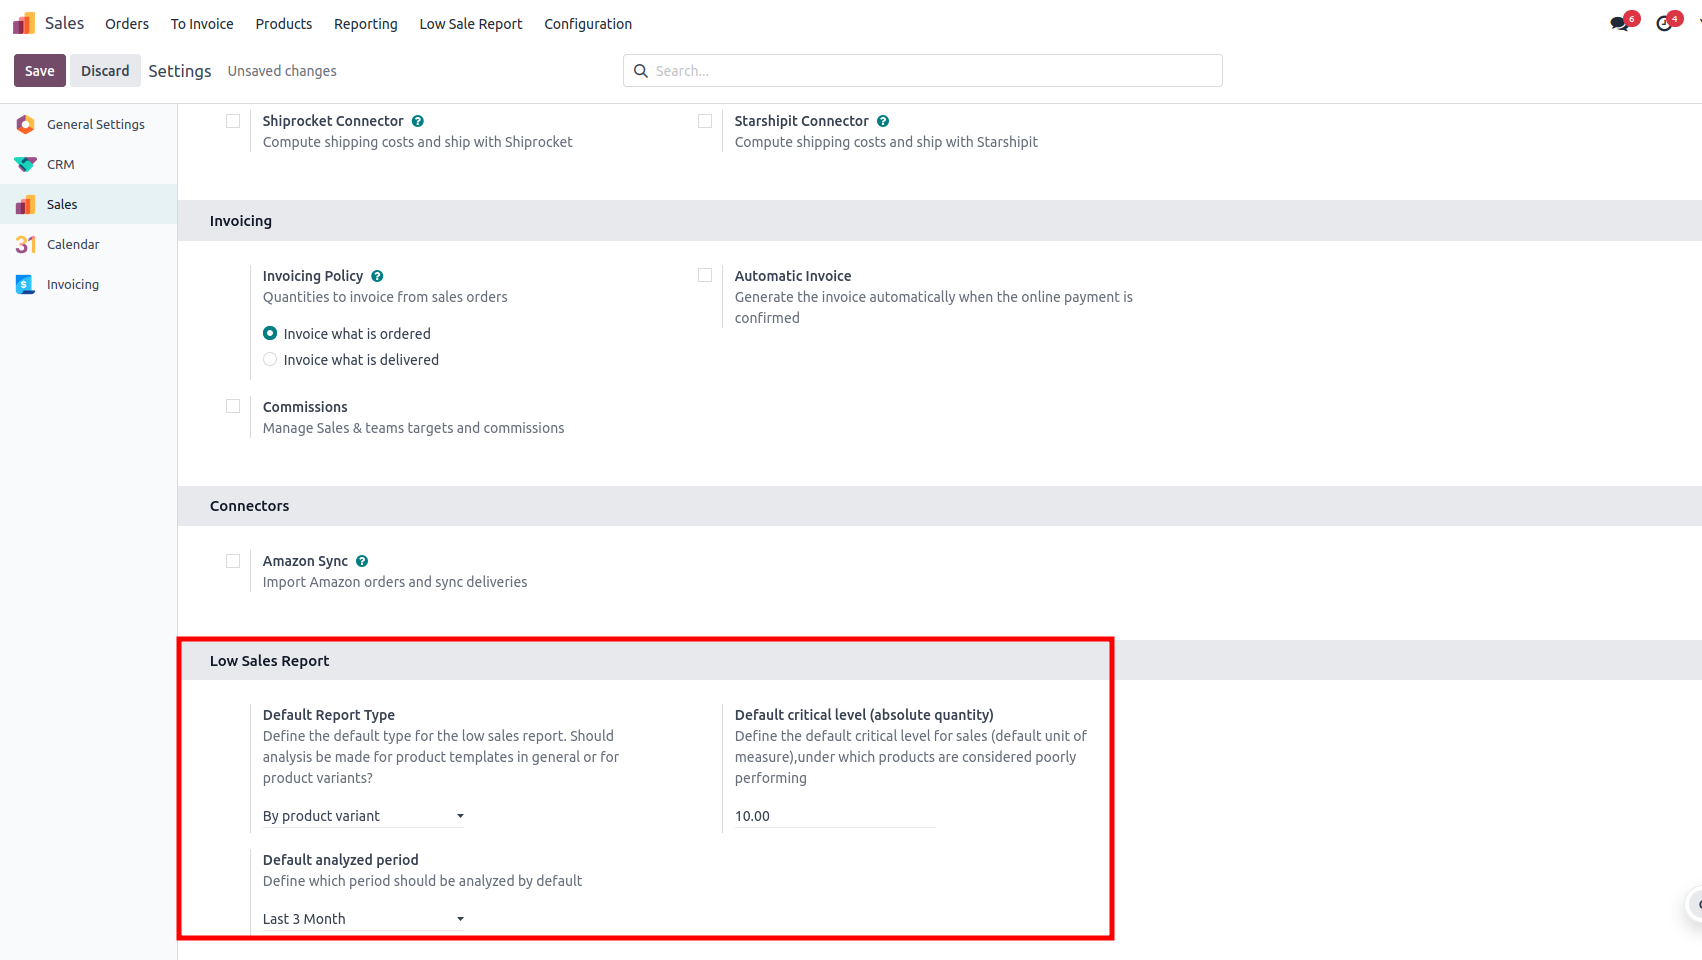 Sales Orders To Invoice Products Reporting Low Sale Report Configuration 6 4
Save Discard Settings Unsaved changes Search...
General Settings
CRM
Sales
31 Calendar
$ Invoicing
Shiprocket Connector ?
Compute shipping costs and ship with Shiprocket
Starshipit Connector ?
Compute shipping costs and ship with Starshipit
Invoicing
Invoicing Policy ?
Quantities to invoice from sales orders
Invoice what is ordered
Invoice what is delivered
Automatic Invoice
Generate the invoice automatically when the online payment is
confirmed
Commissions
Manage Sales & teams targets and commissions
Connectors
Amazon Sync ?
Import Amazon orders and sync deliveries
Low Sales Report
Default Report Type
Define the default type for the low sales report. Should
analysis be made for product templates in general or for
product variants?
By product variant
Default critical level (absolute quantity)
Define the default critical level for sales (default unit of
measure),under which products are considered poorly
performing
10.00
Default analyzed period
Define which period should be analyzed by default
Last 3 Month